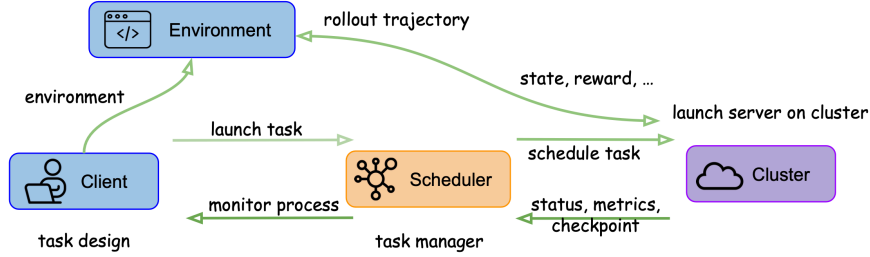 rollout trajectory
</>
Environment
state, reward, ...
environment
launch server on cluster
launch task
schedule task
Client
Scheduler
Cluster
monitor process
status, metrics,
checkpoint
task design
task manager